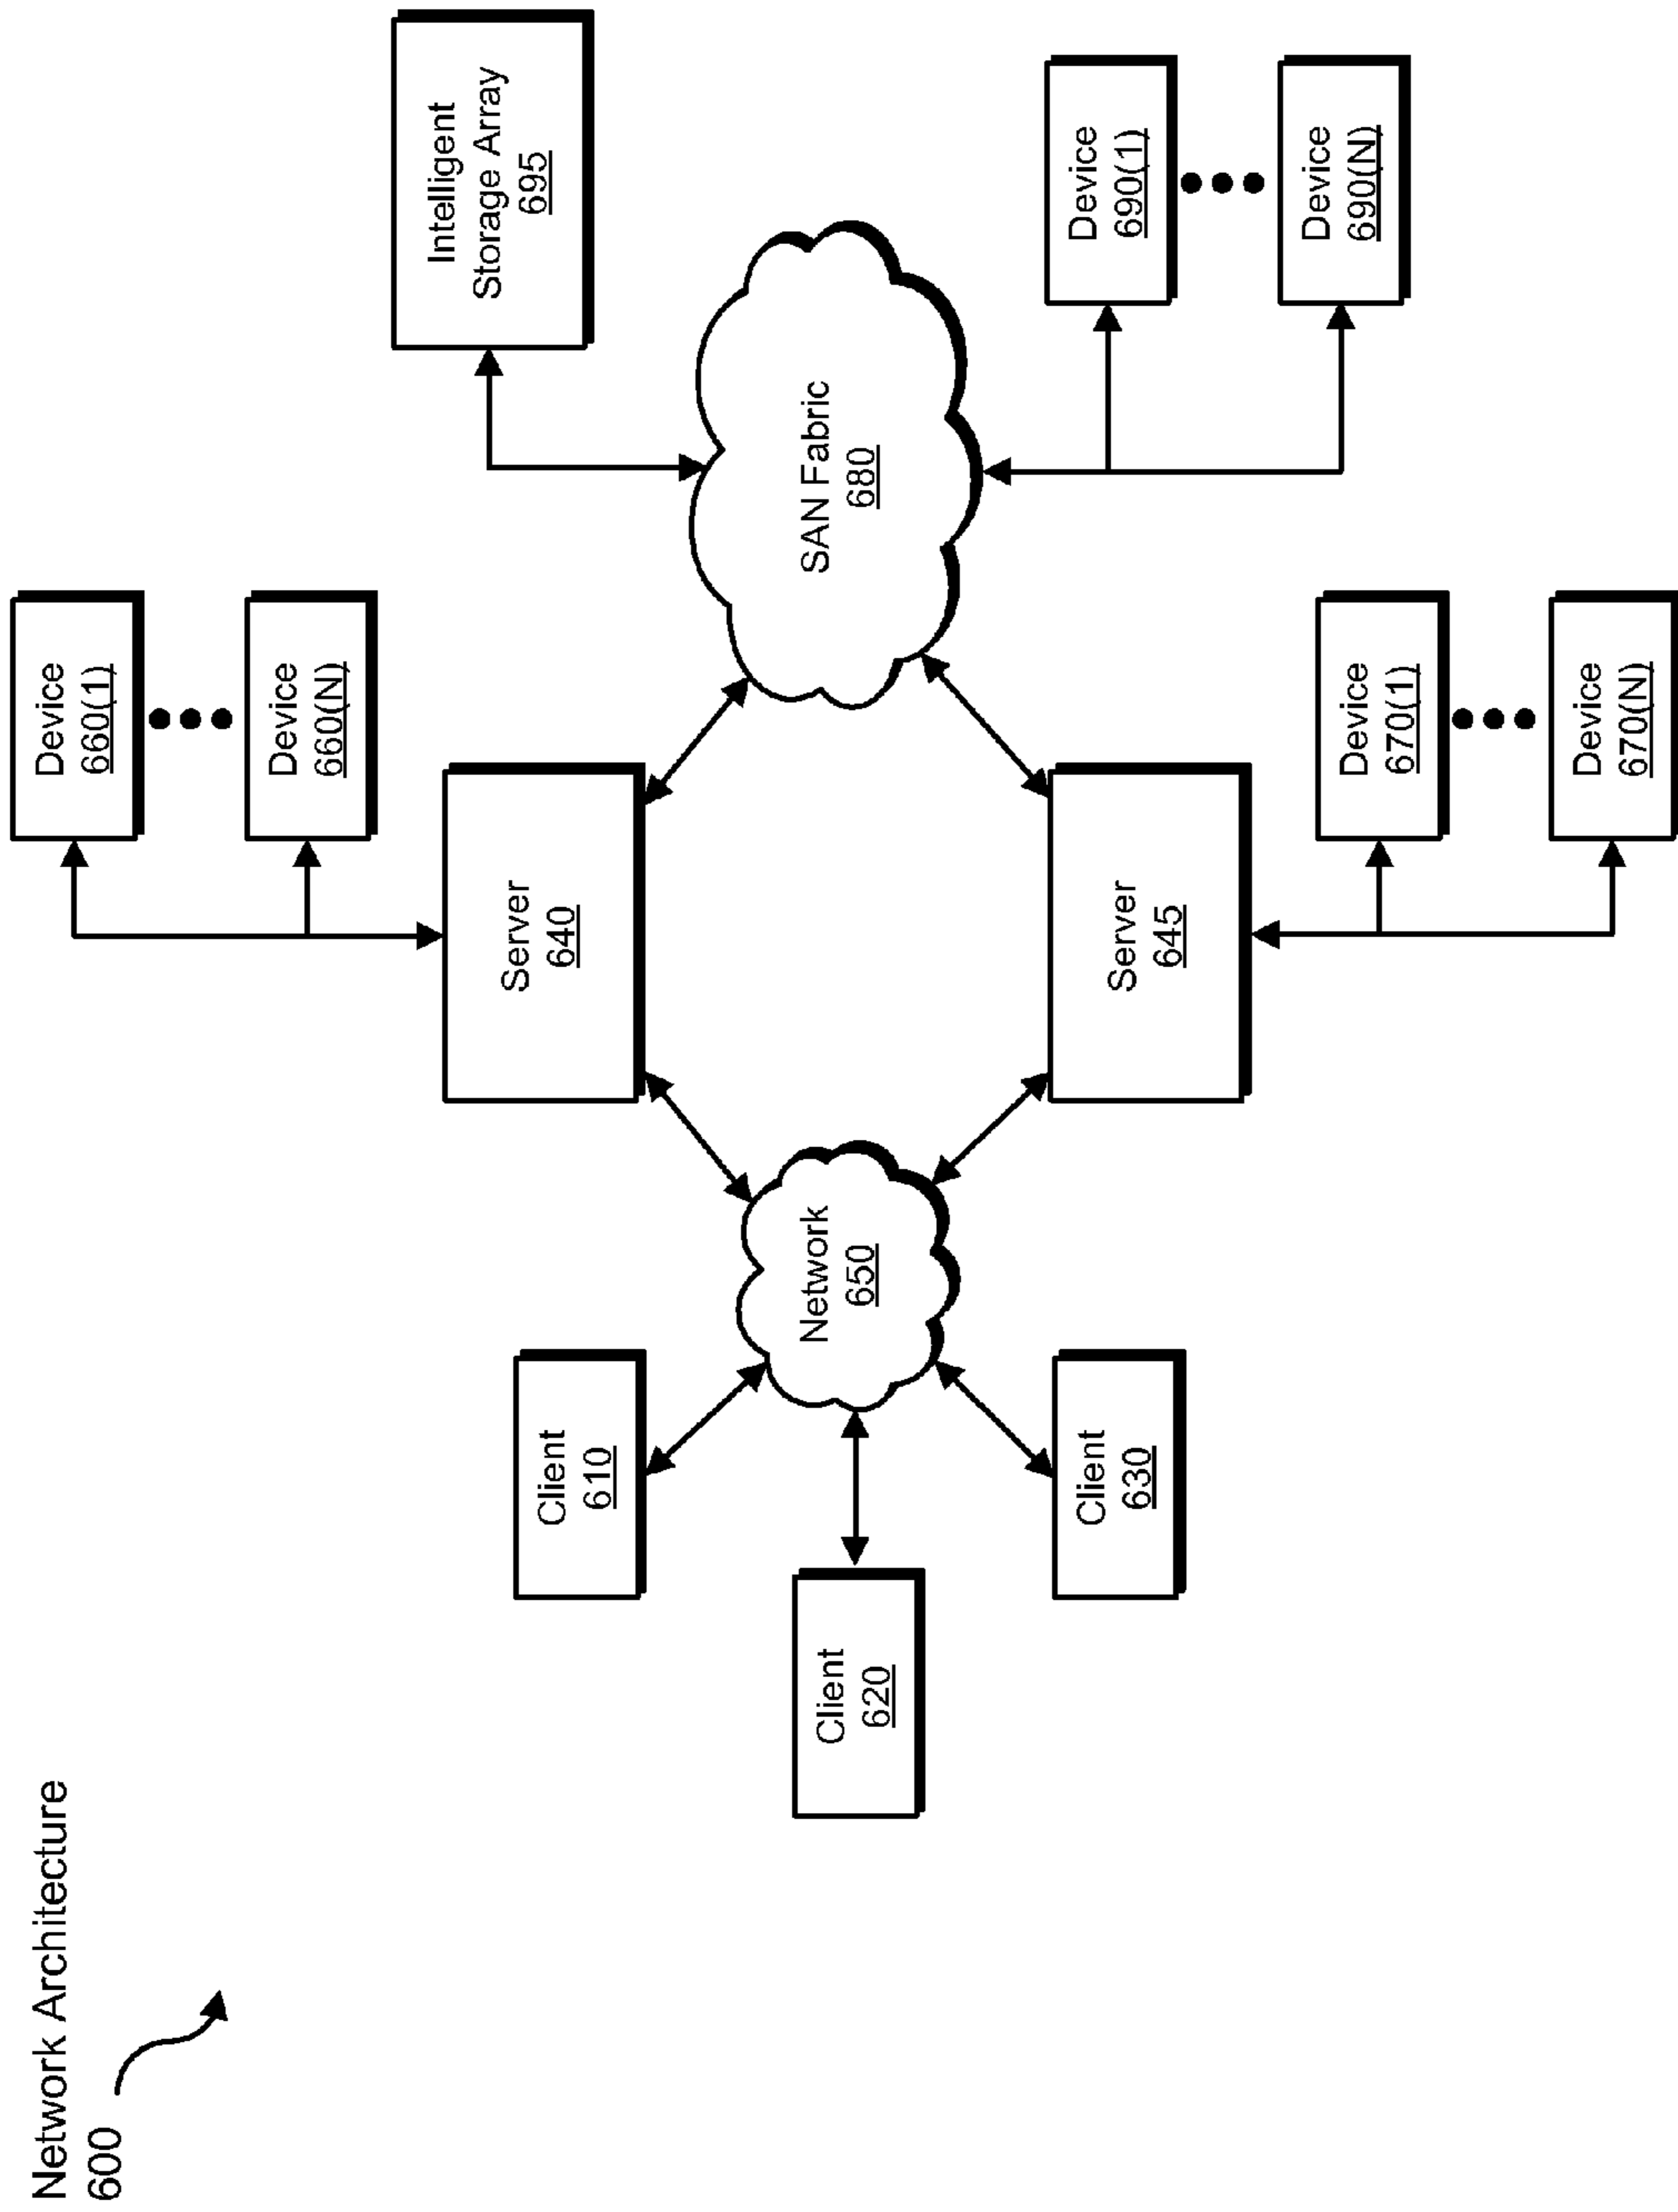 Network Architecture
600
Device
660(1)
Device
660(N)
Intelligent
Storage Array
695
Client
610
Server
640
Client
620
Network
650
SAN Fabric
680
Client
630
Server
645
Device
690(1)
Device
690(N)
Device
670(1)
Device
670(N)